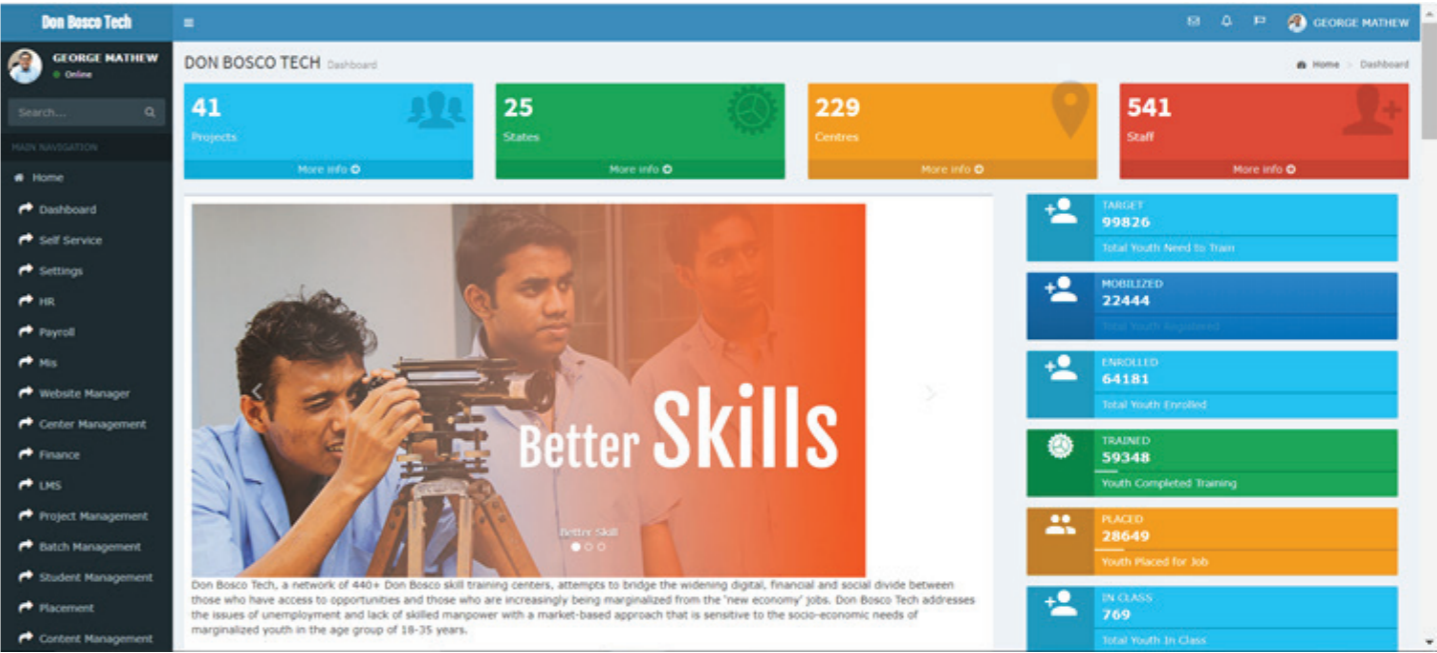 Don Bosco Tech
GEORGE MATHEW
GEORGE MATHEW
Online
Search...
MAIN NAVIGATION
Home
Dashboard
Self Service
Settings
HR
Payroll
Mis
Website Manager
Center Management
Finance
LMS
Project Management
Batch Management
Student Management
Placement
Content Management
DON BOSCO TECH Dashboard
Home > Dashboard
41
Projects
More info
25
States
More info
229
Centres
More info
541
Staff
More info
Better Skills
Better Skill
Don Bosco Tech, a network of 440+ Don Bosco skill training centers, attempts to bridge the widening digital, financial and social divide between
those who have access to opportunities and those who are increasingly being marginalized from the 'new economy' jobs. Don Bosco Tech addresses
the issues of unemployment and lack of skilled manpower with a market-based approach that is sensitive to the socio-economic needs of
marginalized youth in the age group of 18-35 years.
TARGET
99826
Total Youth Need to Train
MOBILIZED
22444
Total Youth Registered
ENROLLED
64181
Total Youth Enrolled
TRAINED
59348
Youth Completed Training
PLACED
28649
Youth Placed for Job
IN CLASS
769
Total Youth In Class